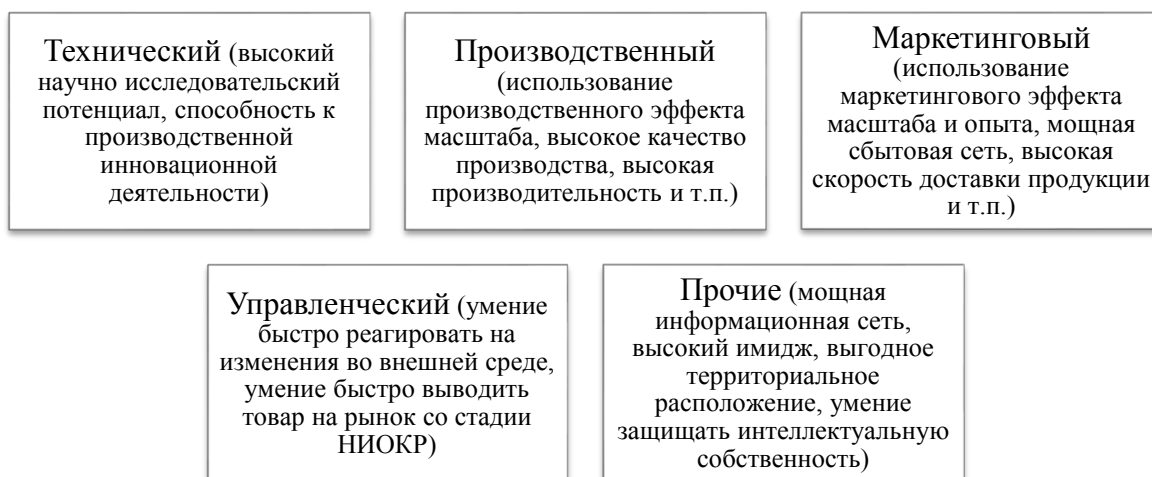 Технический (высокий
научно исследовательский
потенциал, способность к
производственной
инновационной
деятельности)
Производственный
(использование
производственного эффекта
масштаба, высокое качество
производства, высокая
производительность и т.п.)
Маркетинговый
(использование
маркетингового эффекта
масштаба и опыта, мощная
сбытовая сеть, высокая
скорость доставки продукции
и т.п.)
Управленческий (умение
быстро реагировать на
изменения во внешней среде,
умение быстро выводить
товар на рынок со стадии
НИОКР)
Прочие (мощная
информационная сеть,
высокий имидж, выгодное
территориальное
расположение, умение
защищать интеллектуальную
собственность)